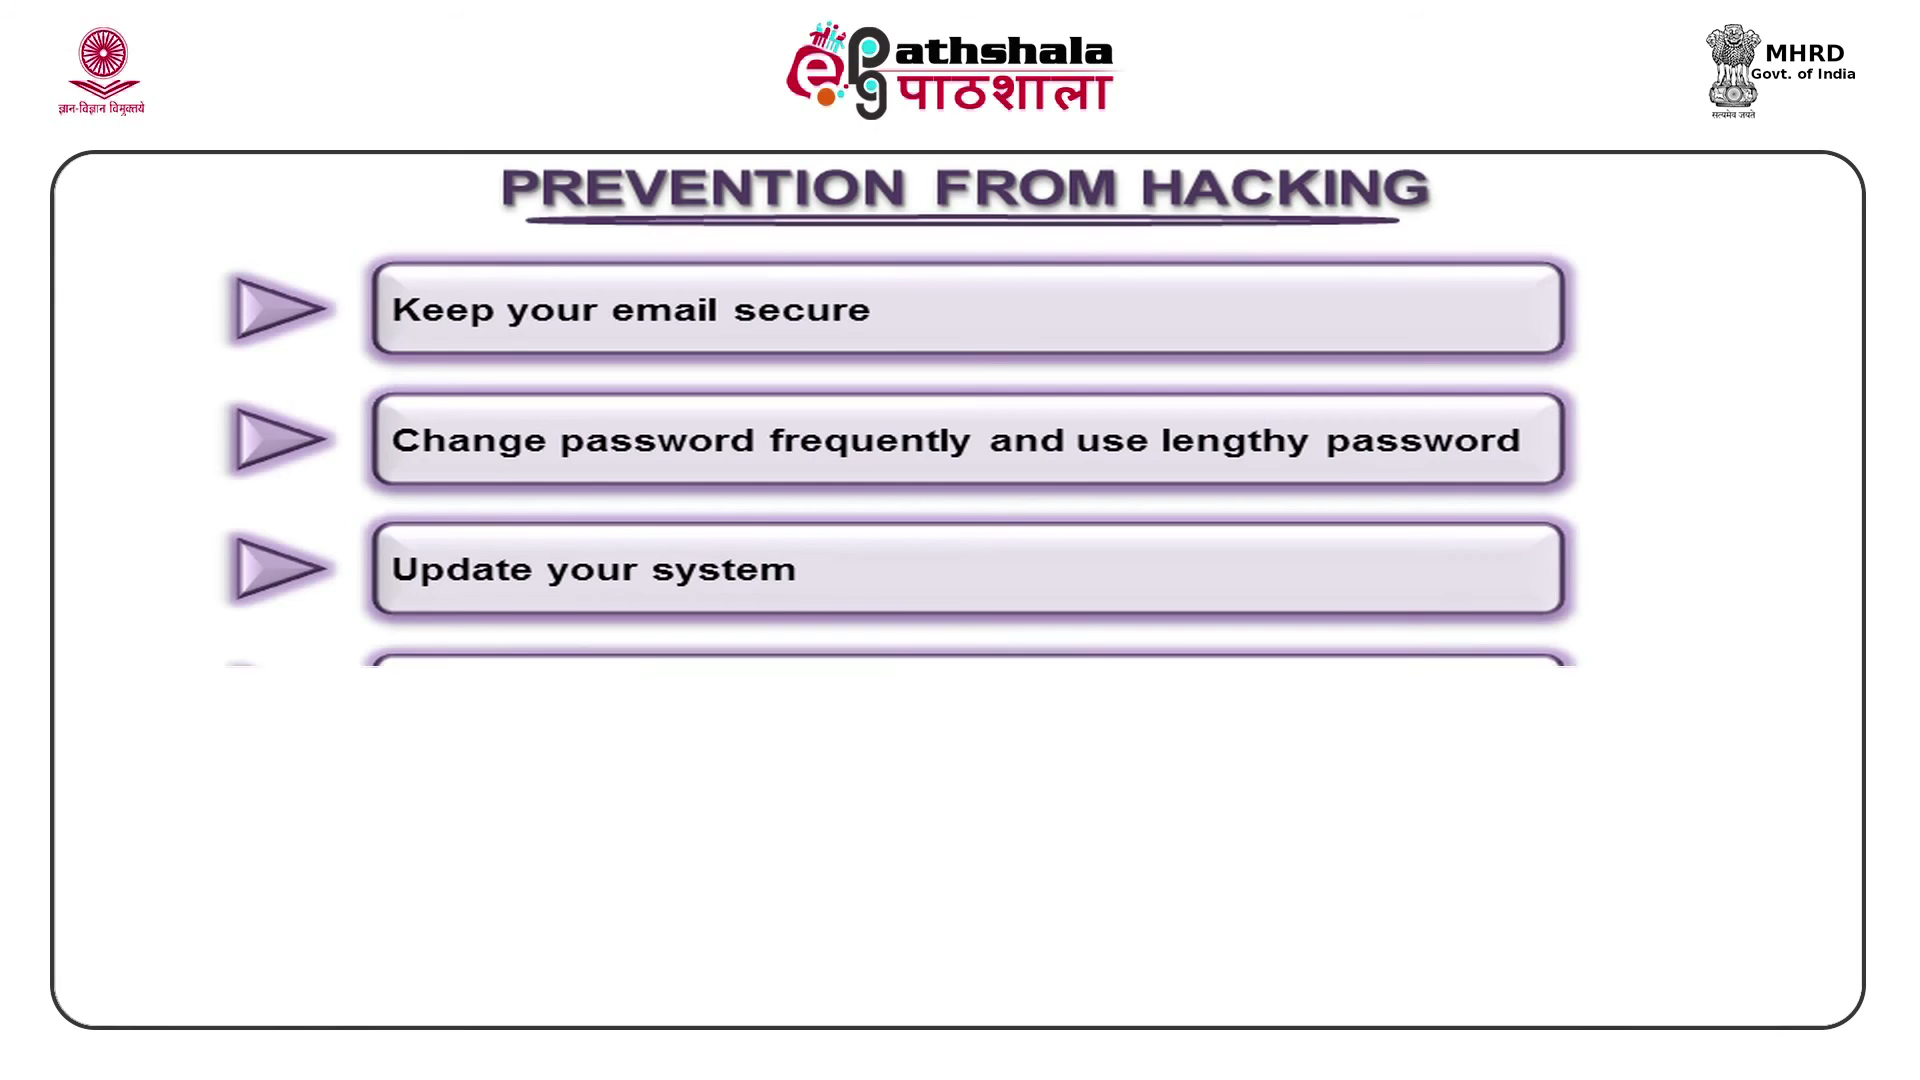 ज्ञान-विज्ञान विमुक्तये
e Pg athshala
पाठशाला
MHRD
Govt. of India
सत्यमेव जयते
PREVENTION FROM HACKING
Keep your email secure
Change password frequently and use lengthy password
Update your system